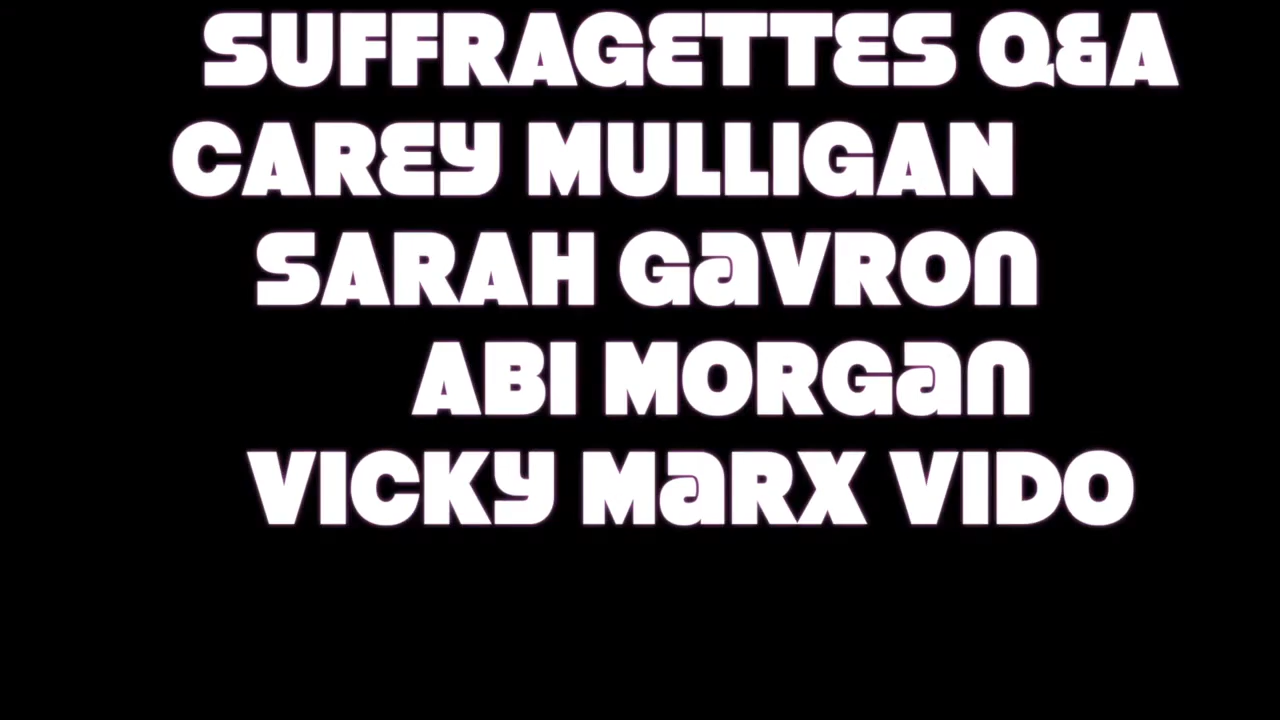 SUFFRAGETTES Q&A
CAREY MULLIGAN
SARAH GaVRON
ABI MORGan
VICKY MaRX VIDO